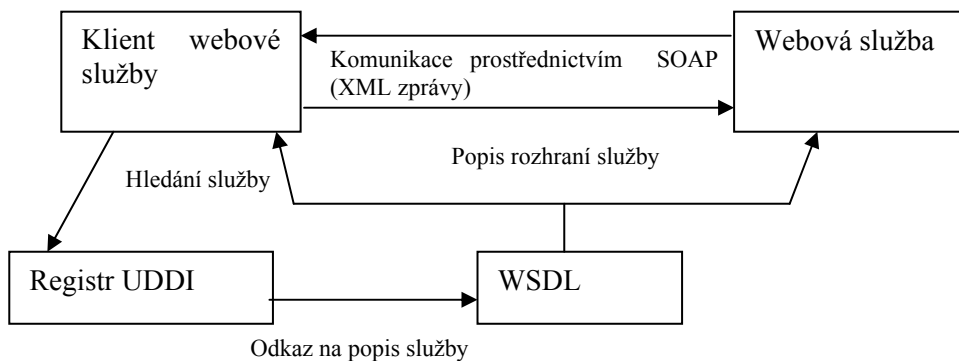 Klient webové
služby
Webová služba
Komunikace prostřednictvím SOAP
(XML zprávy)
Popis rozhraní služby
Hledání služby
Registr UDDI
WSDL
Odkaz na popis služby